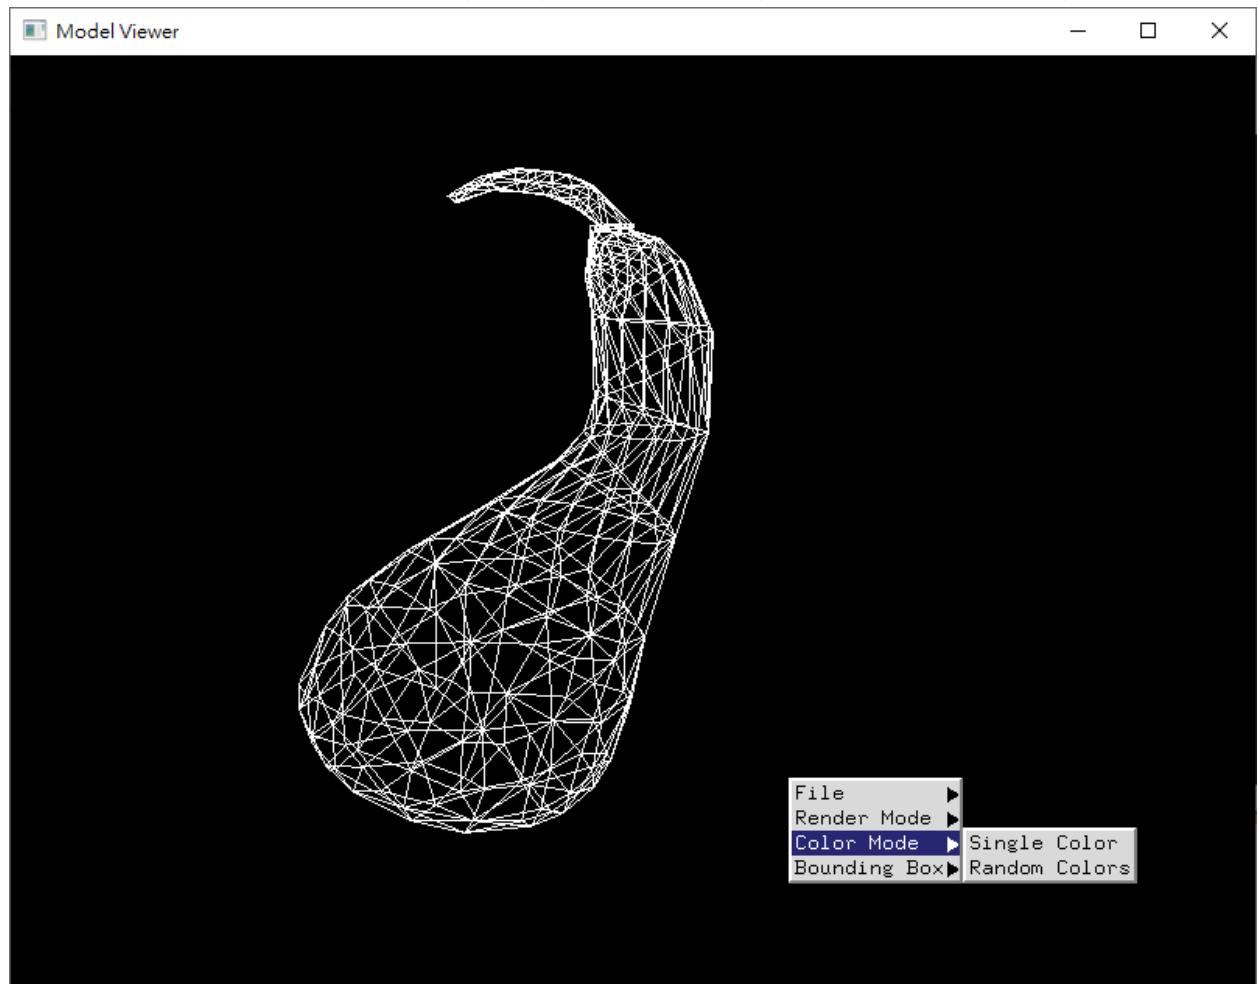 Model Viewer
File
Render Mode
Color Mode
Bounding Box
Single Color
Random Colors